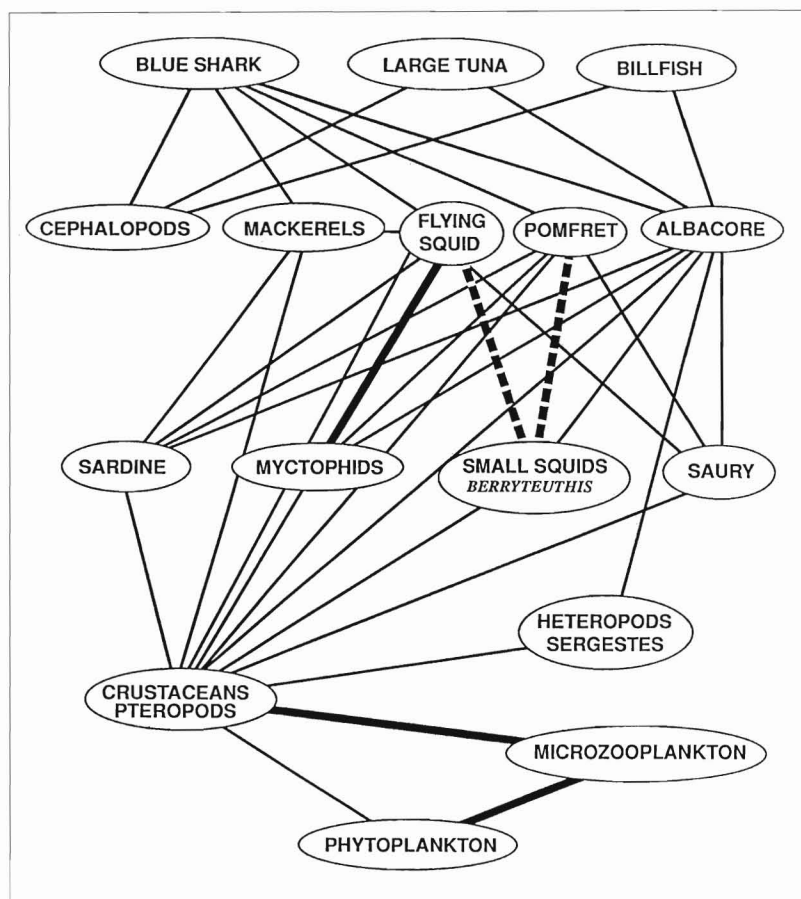 BLUE SHARK
LARGE TUNA
BILLFISH
CEPHALOPODS
MACKERELS
FLYING
SQUID
POMFRET
ALBACORE
SARDINE
MYCTOPHIDS
SMALL SQUIDS
BERRYTEUTHIS
SAURY
HETEROPODS
SERGESTES
CRUSTACEANS
PTEROPODS
MICROZOOPLANKTON
PHYTOPLANKTON